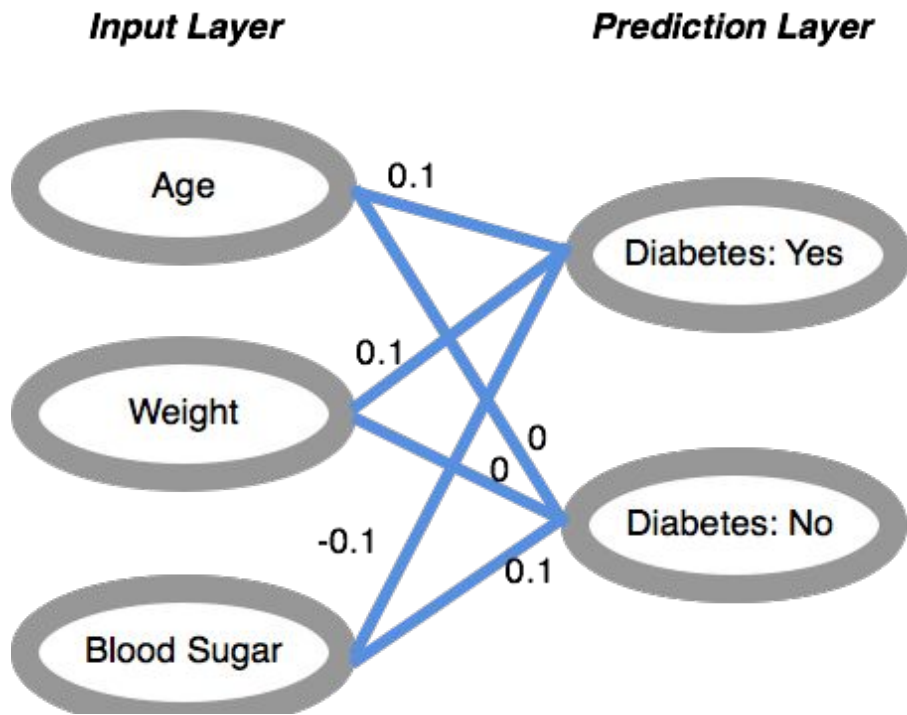 Input Layer
Prediction Layer
Age
0.1
Diabetes: Yes
0.1
Weight
0
0
-0.1
Diabetes: No
0.1
Blood Sugar